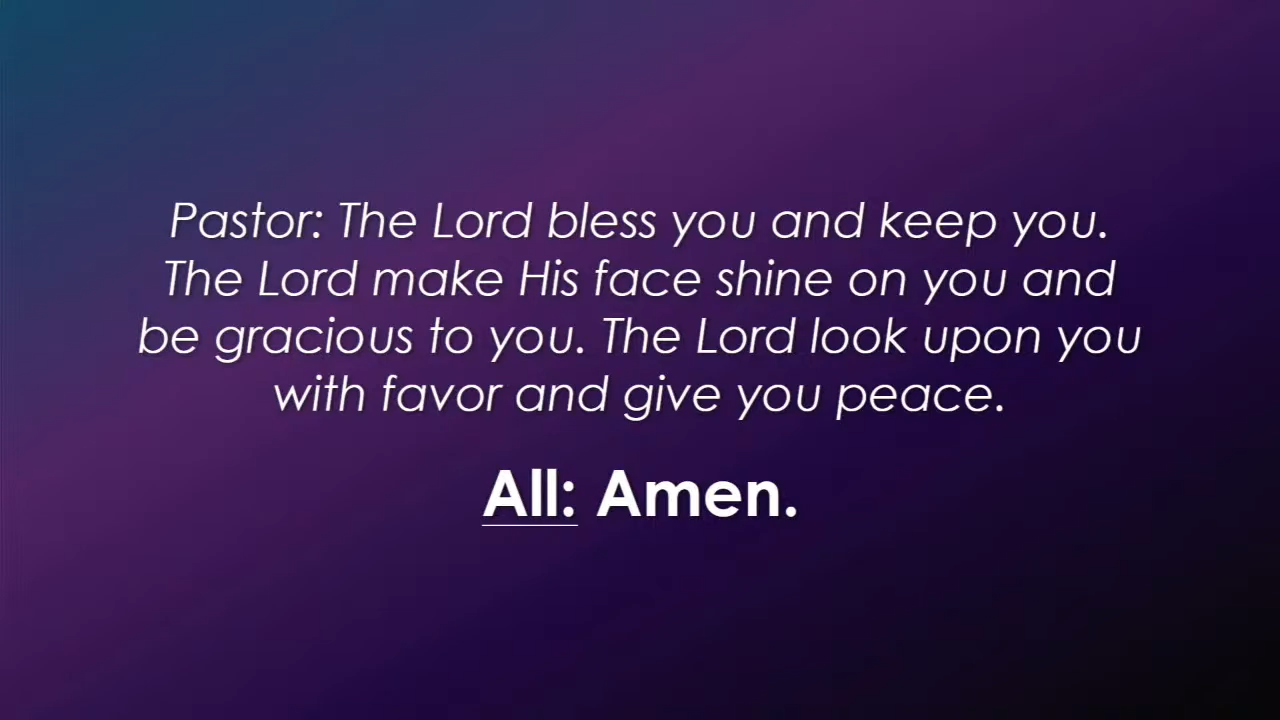 Pastor: The Lord bless you and keep you.
The Lord make His face shine on you and
be gracious to you. The Lord look upon you
with favor and give you peace.
All: Amen.